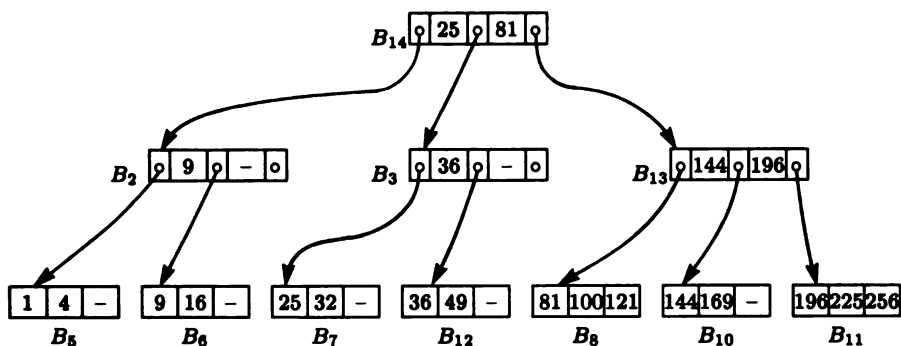 B14 25 81
B2 9 –
B3 36 –
B13 144 196
1 4 –
9 16 –
25 32 –
36 49 –
81 100 121
144 169 –
196 225 256
B5 B6 B7 B12 B8 B10 B11